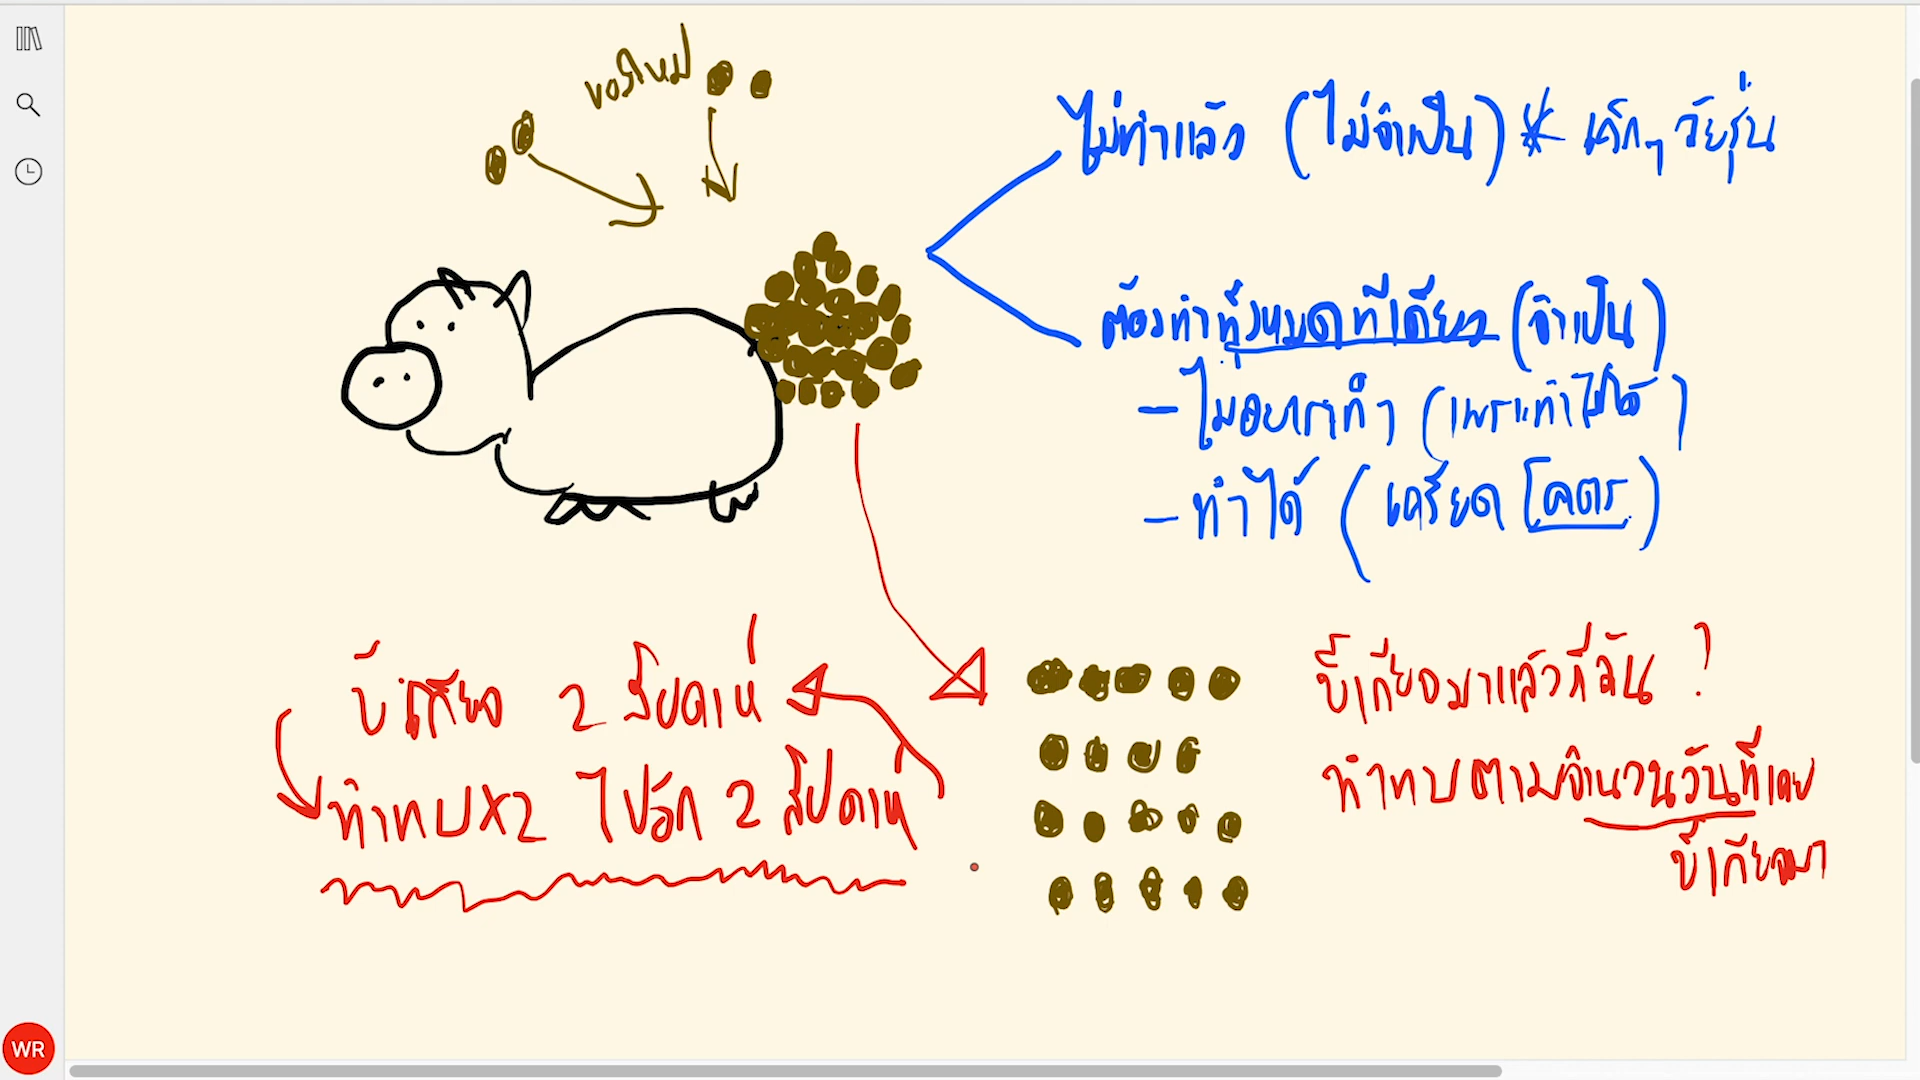 ของใหม่
ไม่ทำแล้ว (ไม่จำเป็น) * เด็กๆ วัยรุ่น
ต้องทำทั้งหมดทีเดียว (จำเป็น)
- ไม่อยากทำ (เพราะทำไม่ได้)
- ทำได้ (เครียดโคตร)
ขี้เกียจ 2 สัปดาห์
ทำทบ X2 ไปอีก 2 สัปดาห์
ขี้เกียจมาแล้วกี่วัน ?
ทำทบตามจำนวนวันที่เคย
ขี้เกียจมา
WR